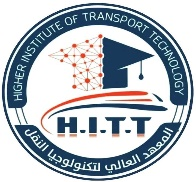 HIGHER INSTITUTE OF TRANSPORT TECHNOLOGY
H.I.T.T
المعهد العالي لتكنولوجيا النقل